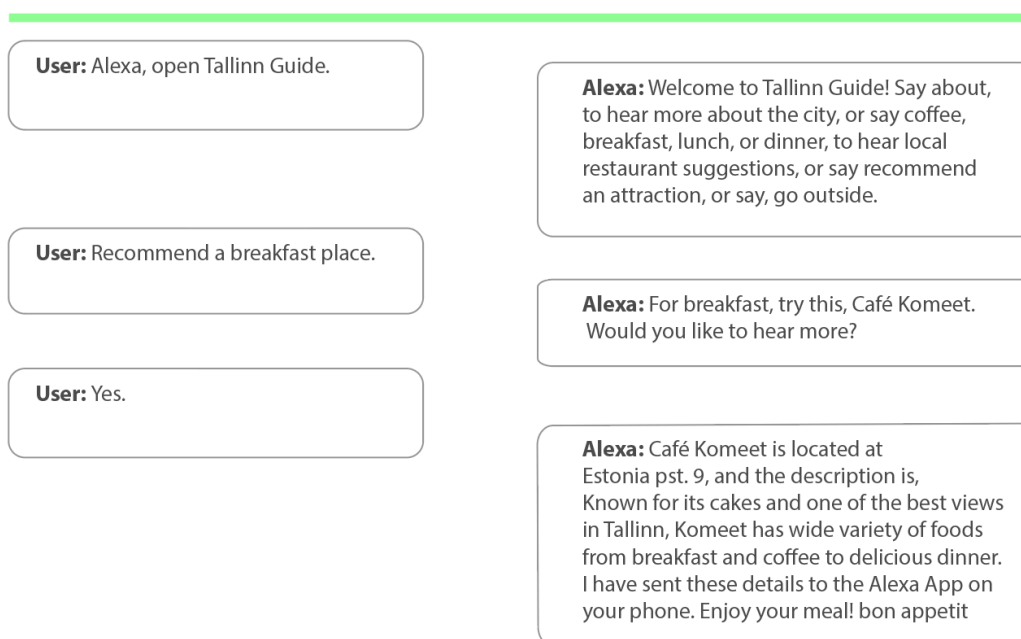 User: Alexa, open Tallinn Guide.
Alexa: Welcome to Tallinn Guide! Say about,
to hear more about the city, or say coffee,
breakfast, lunch, or dinner, to hear local
restaurant suggestions, or say recommend
an attraction, or say, go outside.
User: Recommend a breakfast place.
Alexa: For breakfast, try this, Café Komeet.
Would you like to hear more?
User: Yes.
Alexa: Café Komeet is located at
Estonia pst. 9, and the description is,
Known for its cakes and one of the best views
in Tallinn, Komeet has wide variety of foods
from breakfast and coffee to delicious dinner.
I have sent these details to the Alexa App on
your phone. Enjoy your meal! bon appetit